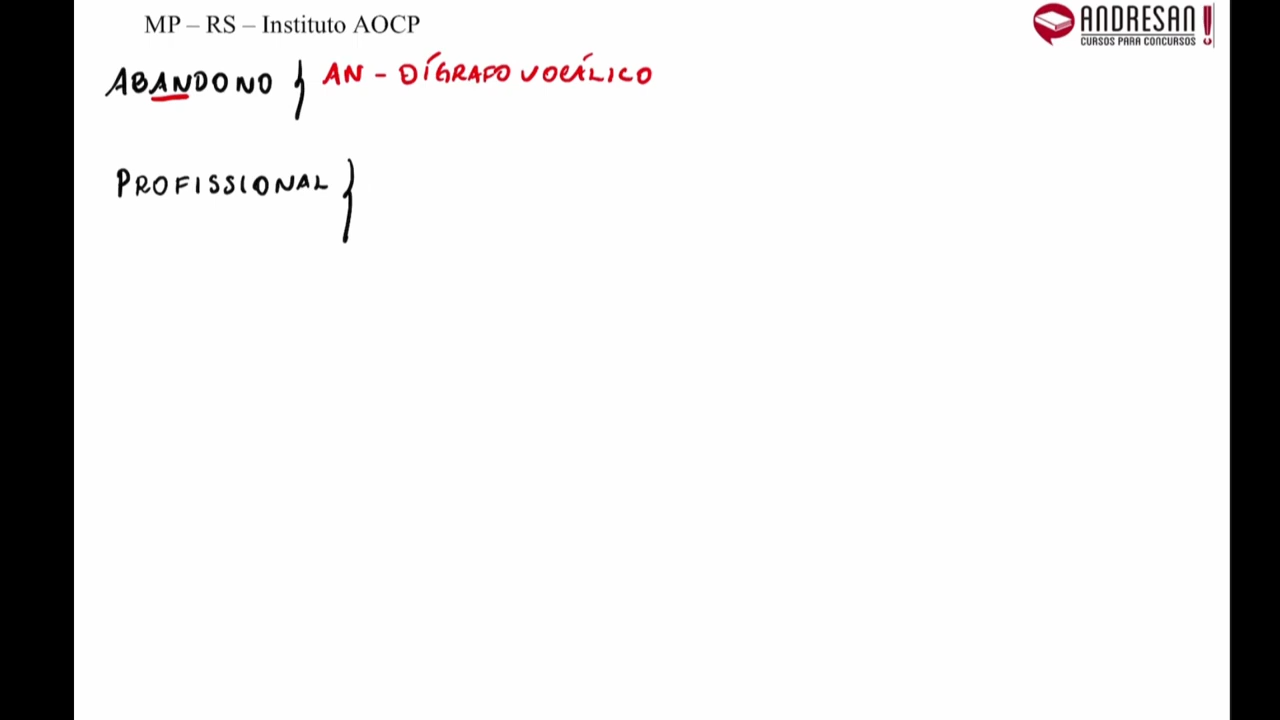 MP – RS – Instituto AOCP
ANDRESAN!
CURSOS PARA CONCURSOS
ABANDONO } AN - DÍGRAFO VOCÁLICO
PROFISSIONAL }